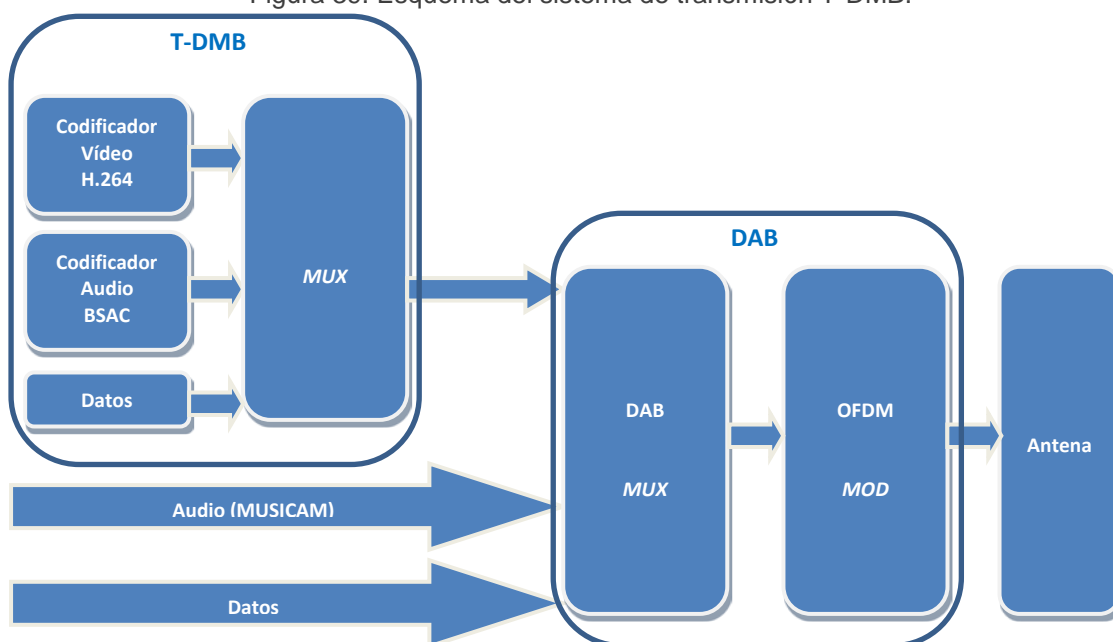 T-DMB
Codificador
Vídeo
H.264
Codificador
Audio
BSAC
Datos
MUX
DAB
DAB
MUX
OFDM
MOD
Antena
Audio (MUSICAM)
Datos